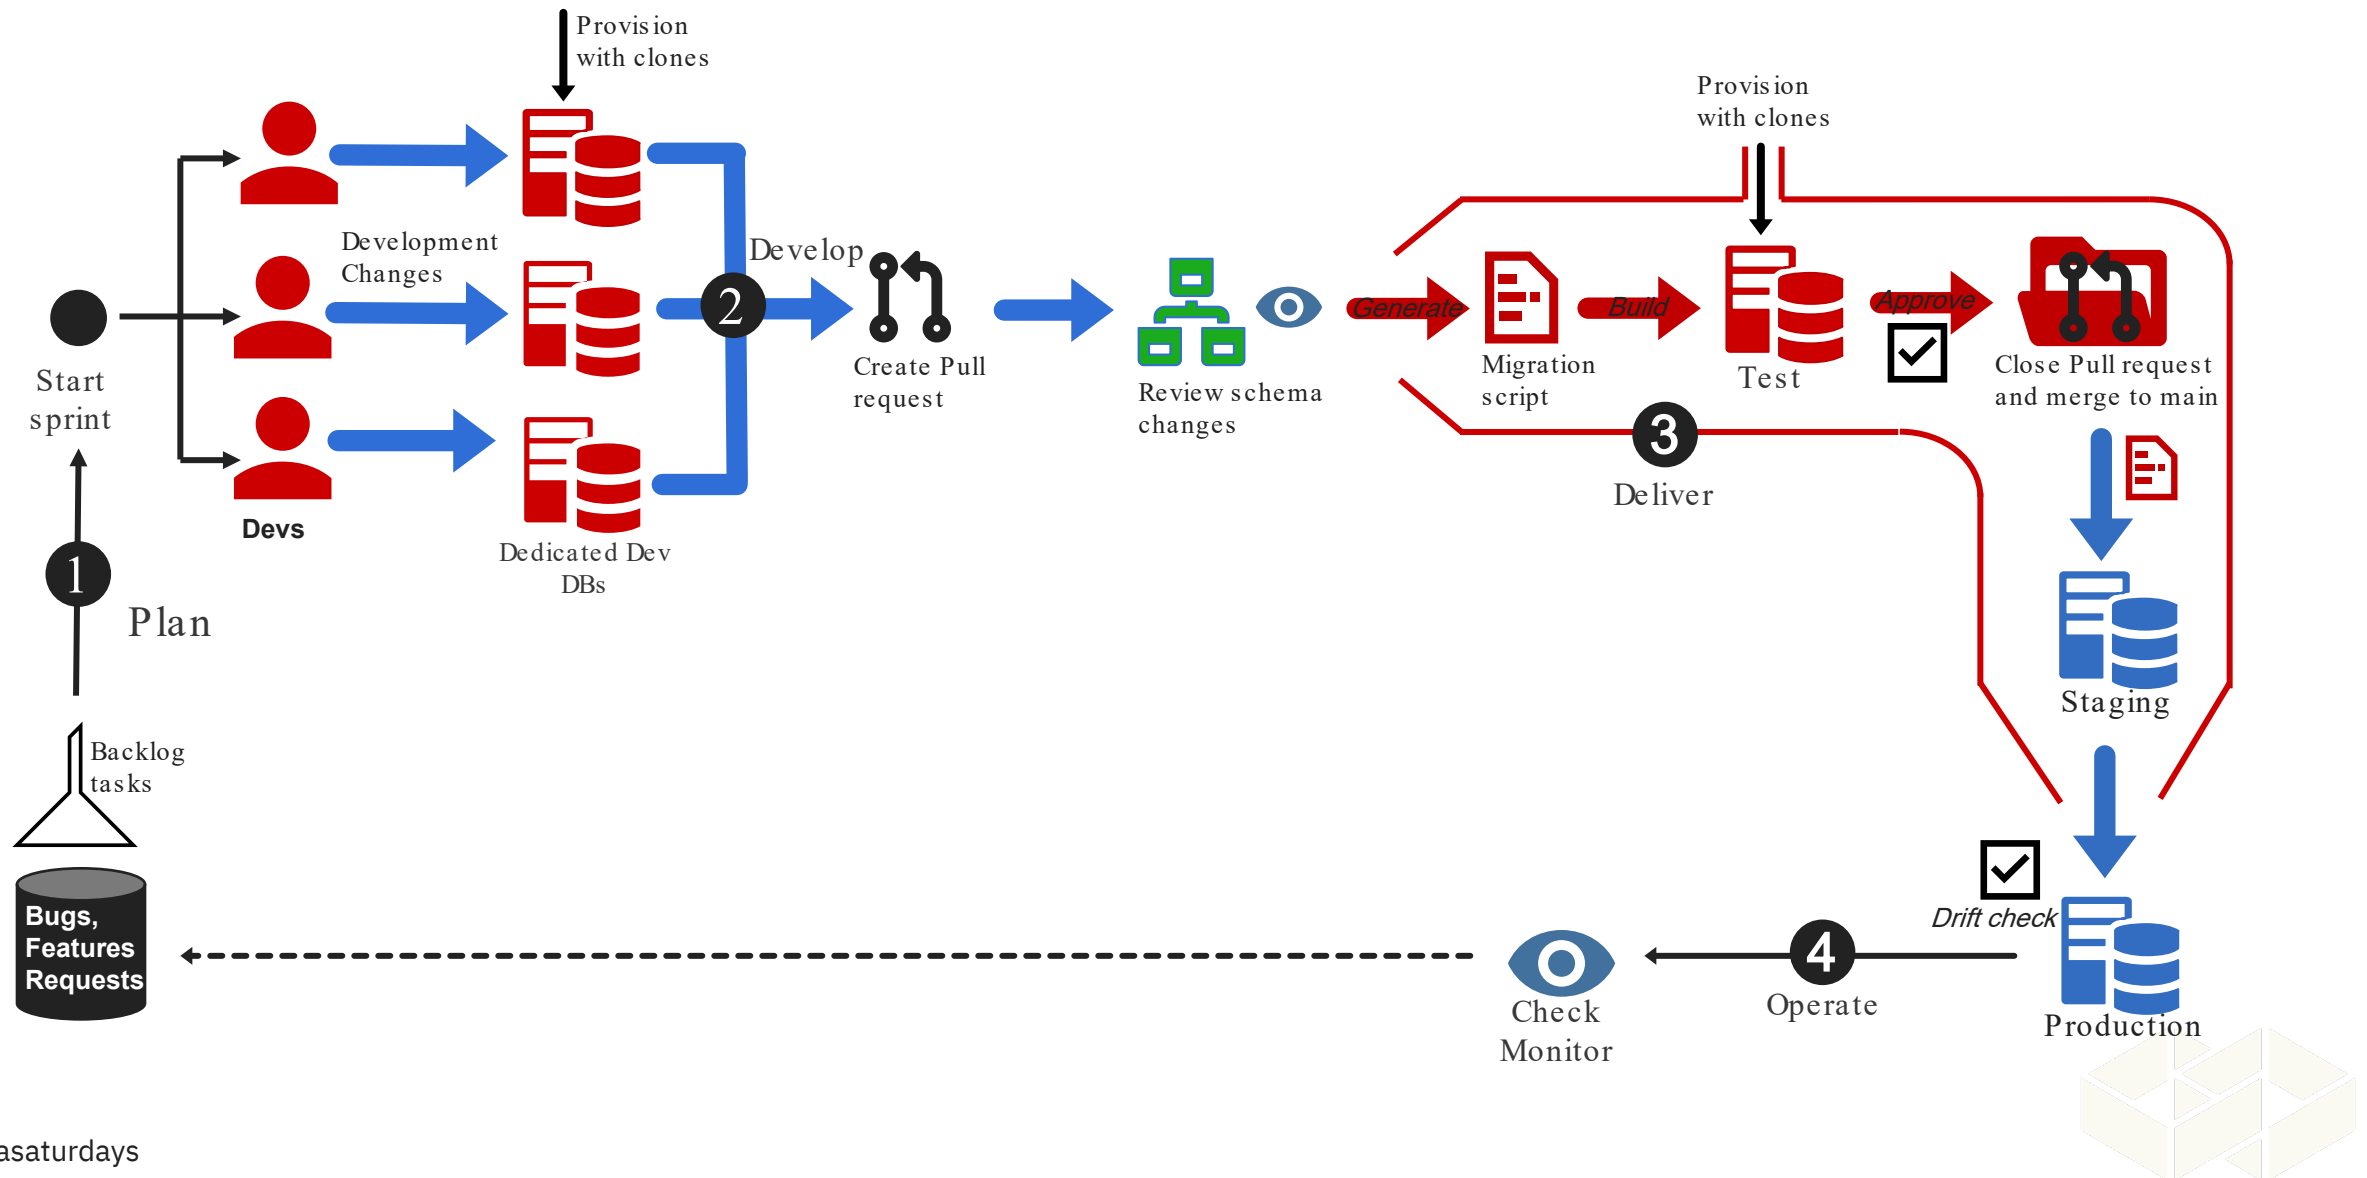 Provision
with clones
Provision
with clones
Development
Changes
Develop
2
Start
sprint
Devs
Dedicated Dev
DBs
Create Pull
request
Review schema
changes
Generate
Migration
script
Build
Test
Approve
Close Pull request
and merge to main
3
Deliver
1
Plan
Staging
Backlog
tasks
Bugs,
Features
Requests
Drift check
4
Operate
Check
Monitor
Production
asaturdays